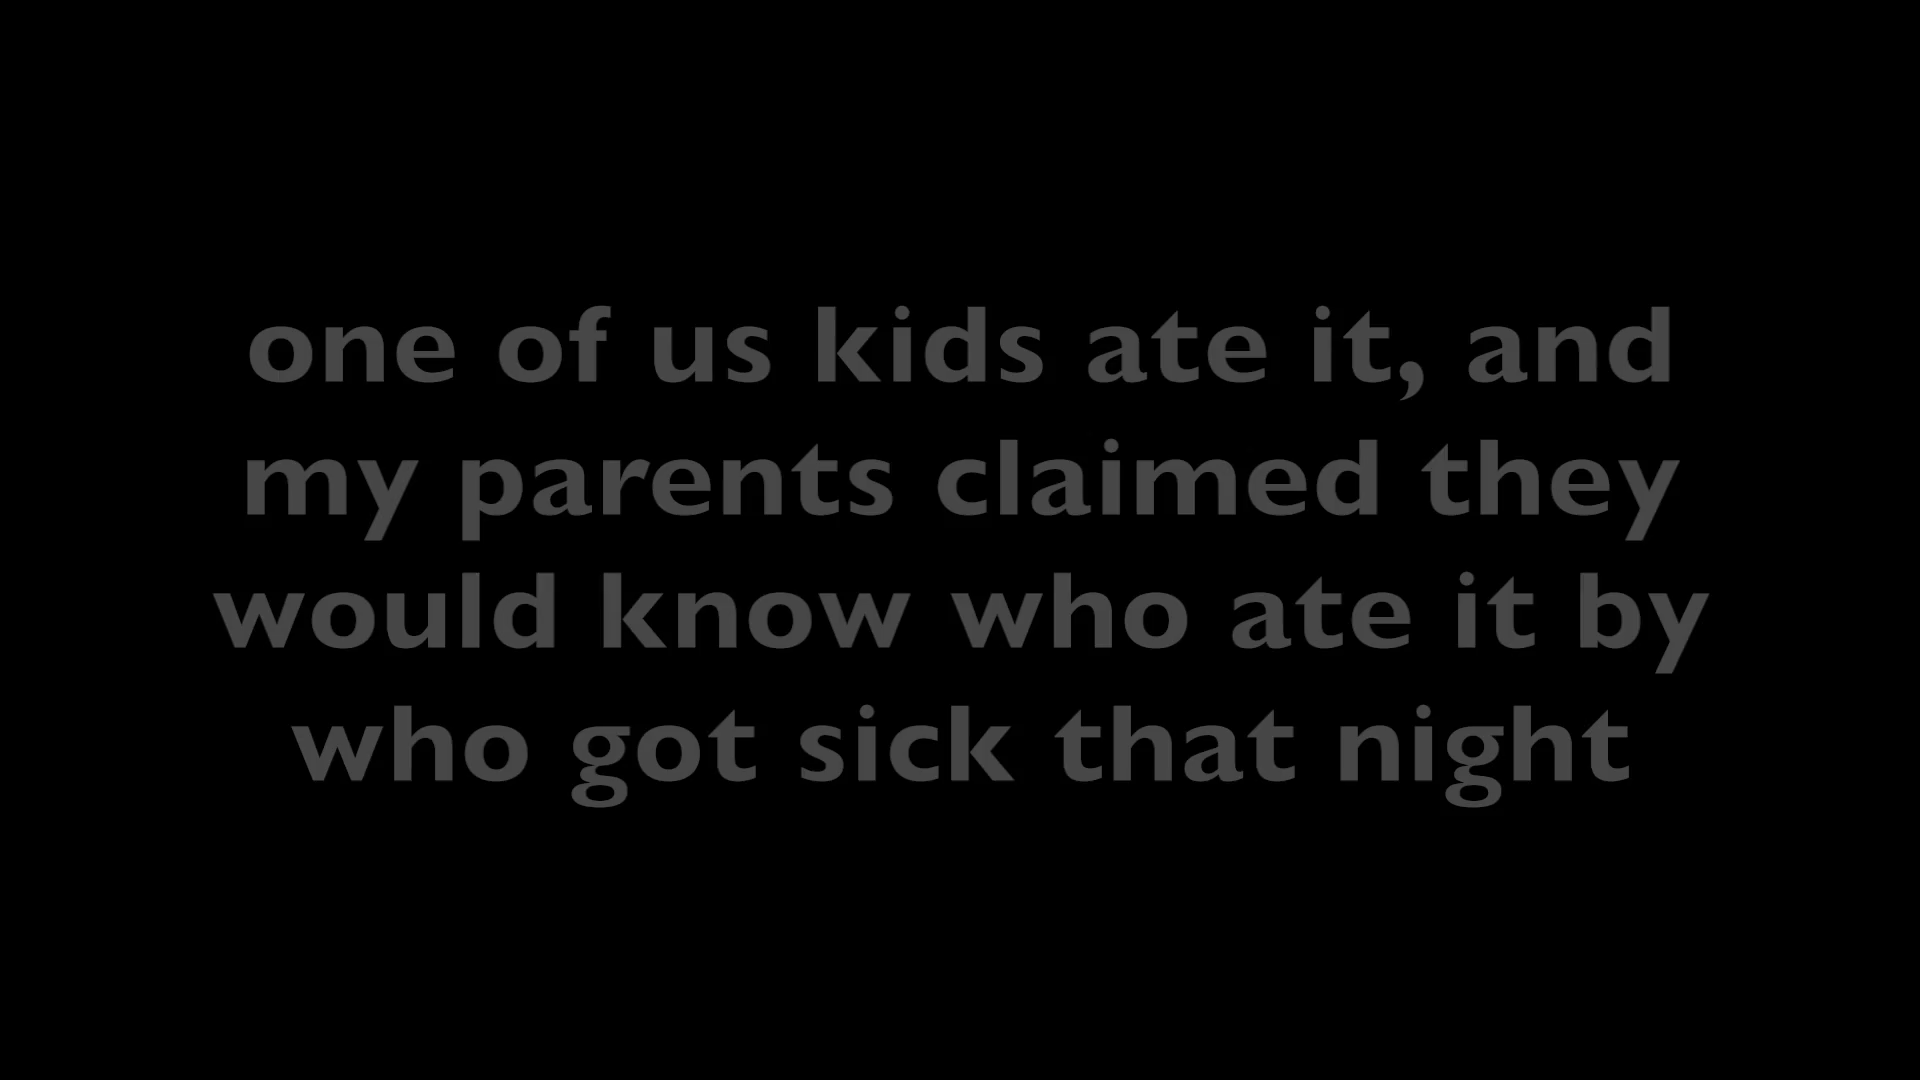 one of us kids ate it, and
my parents claimed they
would know who ate it by
who got sick that night